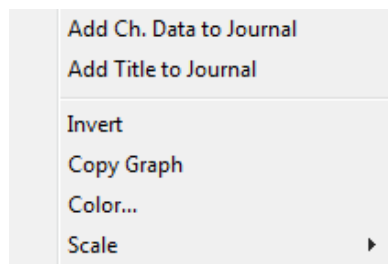 Add Ch. Data to Journal
Add Title to Journal
Invert
Copy Graph
Color...
Scale